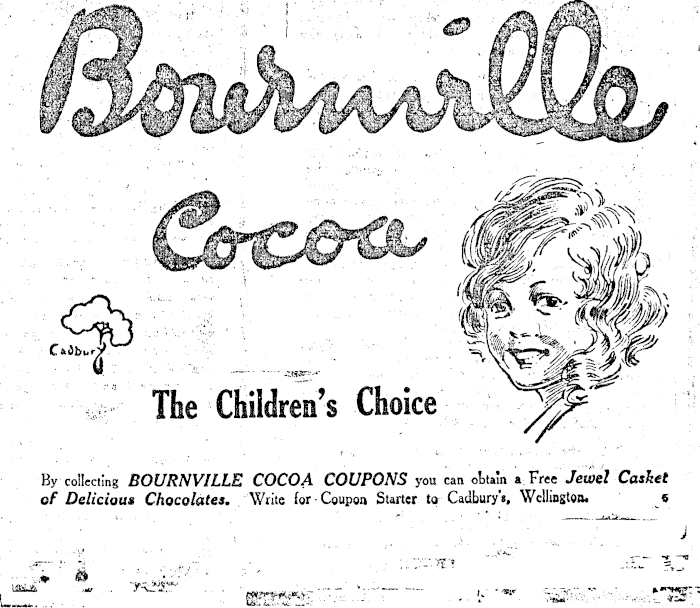 Bournville
Cocoa
Cadbury
The Children's Choice
By collecting BOURNVILLE COCOA COUPONS you can obtain a Free Jewel Casket
of Delicious Chocolates. Write for Coupon Starter to Cadbury's, Wellington. 6